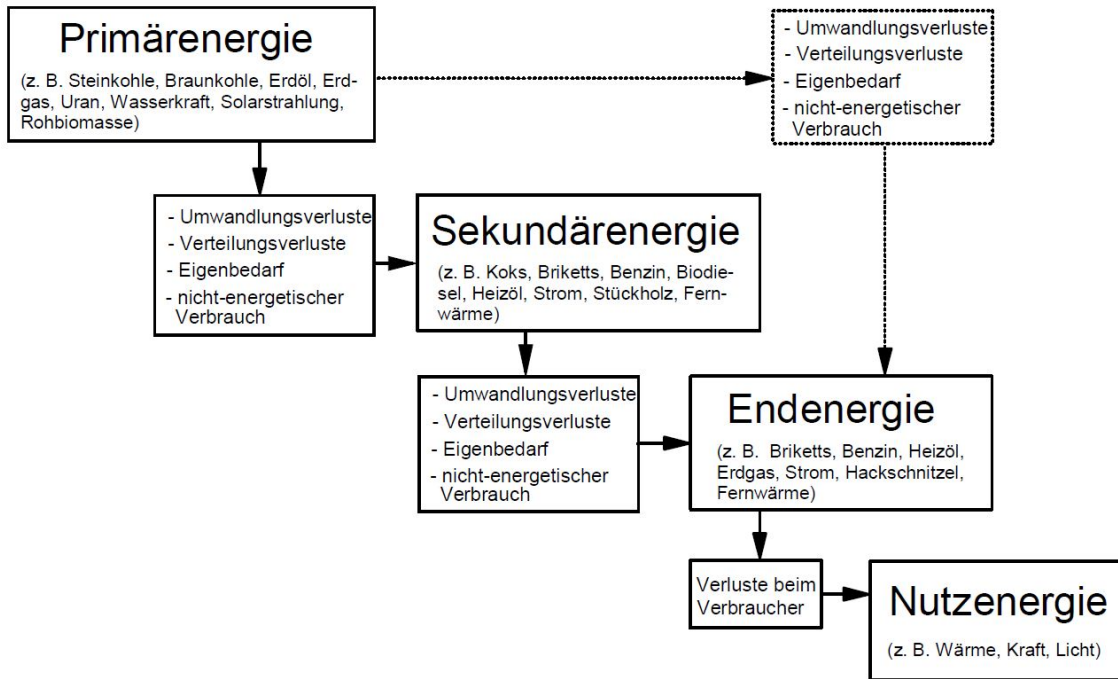 Primärenergie
(z. B. Steinkohle, Braunkohle, Erdöl, Erd-
gas, Uran, Wasserkraft, Solarstrahlung,
Rohbiomasse)
- Umwandlungsverluste
- Verteilungsverluste
- Eigenbedarf
- nicht-energetischer
Verbrauch
- Umwandlungsverluste
- Verteilungsverluste
- Eigenbedarf
- nicht-energetischer
Verbrauch
Sekundärenergie
(z. B. Koks, Briketts, Benzin, Biodie-
sel, Heizöl, Strom, Stückholz, Fern-
wärme)
- Umwandlungsverluste
- Verteilungsverluste
- Eigenbedarf
- nicht-energetischer
Verbrauch
Endenergie
(z. B. Briketts, Benzin, Heizöl,
Erdgas, Strom, Hackschnitzel,
Fernwärme)
Verluste beim
Verbraucher
Nutzenergie
(z. B. Wärme, Kraft, Licht)